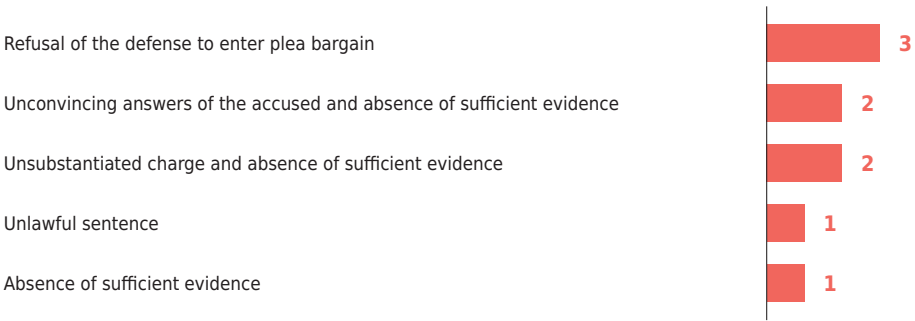 Refusal of the defense to enter plea bargain 3
Unconvincing answers of the accused and absence of sufficient evidence 2
Unsubstantiated charge and absence of sufficient evidence 2
Unlawful sentence 1
Absence of sufficient evidence 1